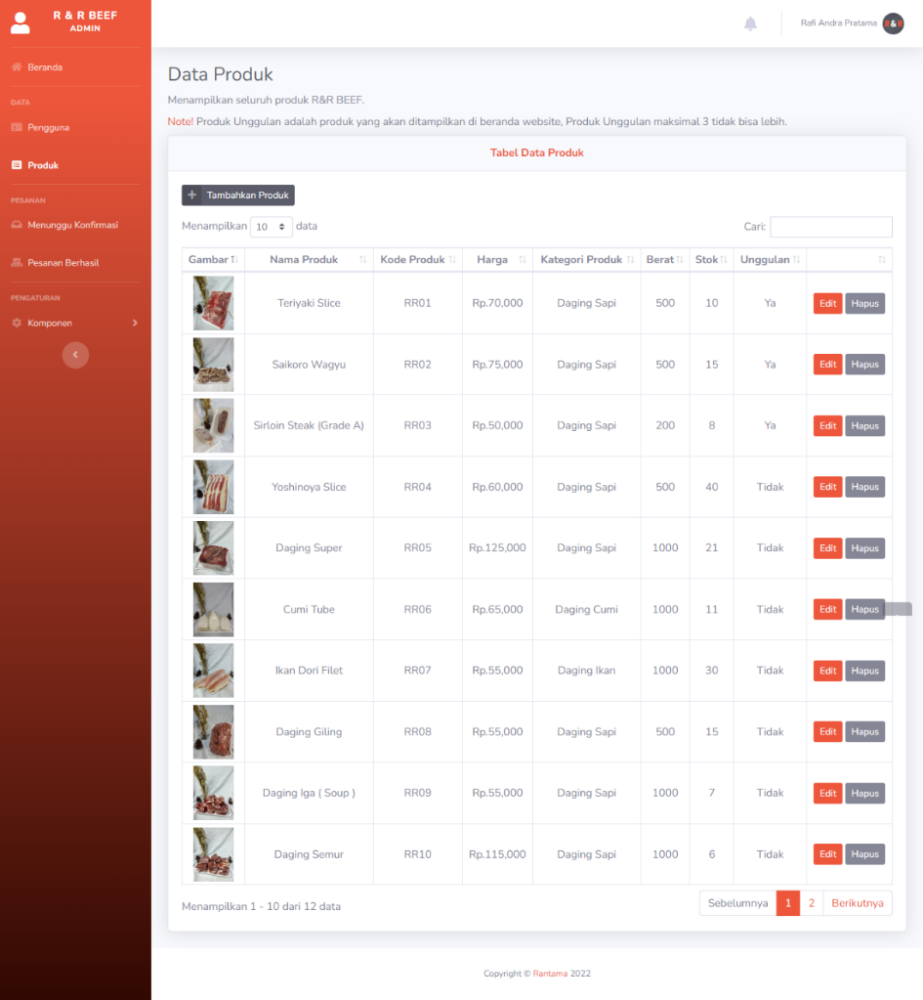 R & R BEEF
ADMIN
Rafi Andra Pratama
R&R
Beranda
DATA
Pengguna
Produk
PESANAN
Menunggu Konfirmasi
Pesanan Berhasil
PENGATURAN
Komponen
Data Produk
Menampilkan seluruh produk R&R BEEF.
Note! Produk Unggulan adalah produk yang akan ditampilkan di beranda website, Produk Unggulan maksimal 3 tidak bisa lebih.
Tabel Data Produk
+ Tambahkan Produk
Menampilkan 10 data
Cari:
Gambar Nama Produk Kode Produk Harga Kategori Produk Berat Stok Unggulan
Teriyaki Slice RR01 Rp.70,000 Daging Sapi 500 10 Ya Edit Hapus
Saikoro Wagyu RR02 Rp.75,000 Daging Sapi 500 15 Ya Edit Hapus
Sirloin Steak (Grade A) RR03 Rp.50,000 Daging Sapi 200 8 Ya Edit Hapus
Yoshinoya Slice RR04 Rp.60,000 Daging Sapi 500 40 Tidak Edit Hapus
Daging Super RR05 Rp.125,000 Daging Sapi 1000 21 Tidak Edit Hapus
Cumi Tube RR06 Rp.65,000 Daging Cumi 1000 11 Tidak Edit Hapus
Ikan Dori Filet RR07 Rp.55,000 Daging Ikan 1000 30 Tidak Edit Hapus
Daging Giling RR08 Rp.55,000 Daging Sapi 500 15 Tidak Edit Hapus
Daging Iga ( Soup ) RR09 Rp.55,000 Daging Sapi 1000 7 Tidak Edit Hapus
Daging Semur RR10 Rp.115,000 Daging Sapi 1000 6 Tidak Edit Hapus
Menampilkan 1 - 10 dari 12 data
Sebelumnya 1 2 Berikutnya
Copyright © Rantama 2022